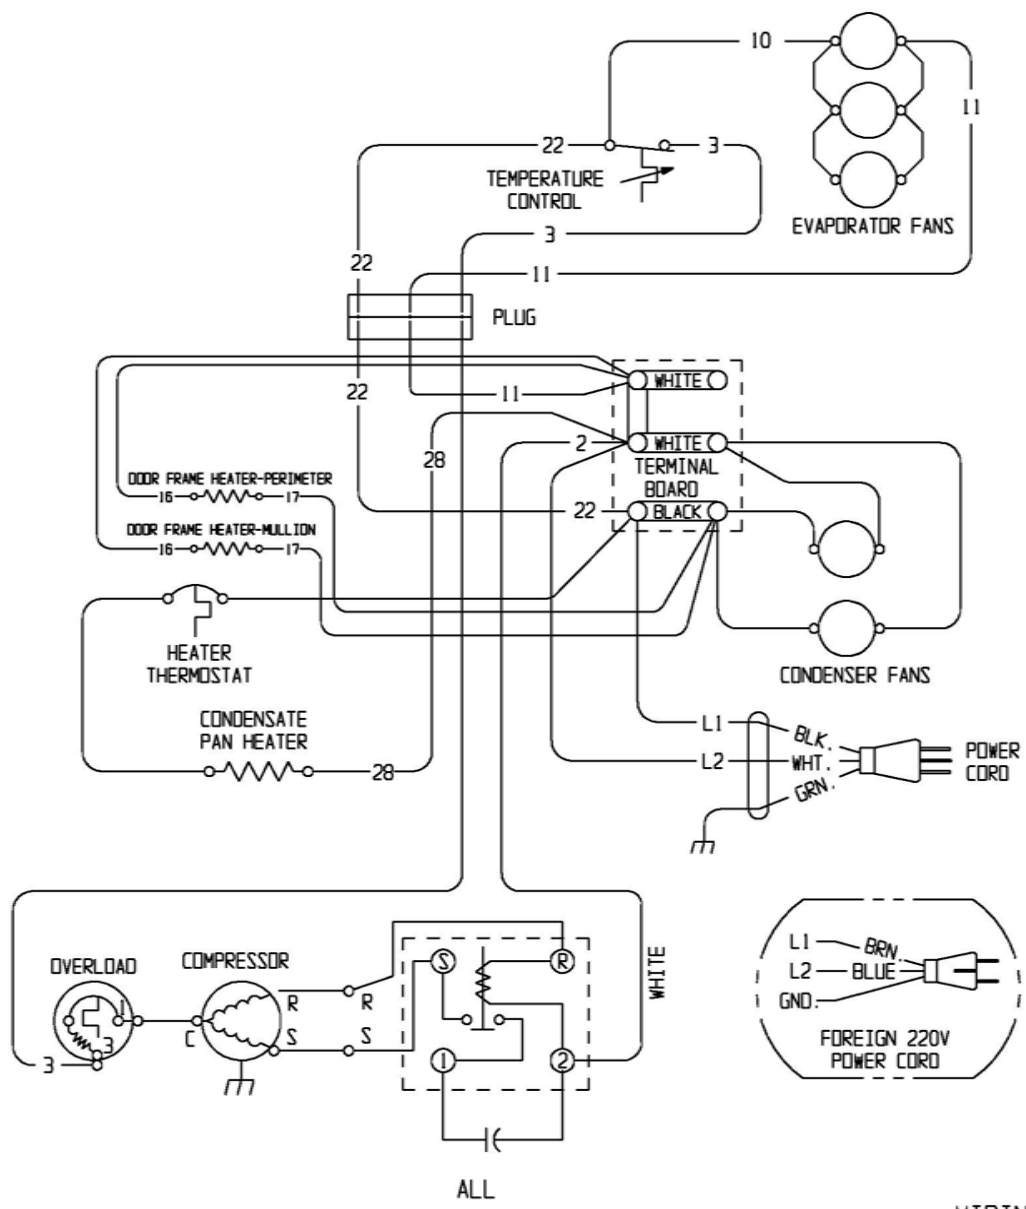 10
11
22
3
TEMPERATURE
CONTROL
EVAPORATOR FANS
3
22
11
PLUG
WHITE
22
11
28
2
WHITE
TERMINAL
BOARD
DOOR FRAME HEATER-PERIMETER
16
17
22
BLACK
DOOR FRAME HEATER-MULLION
16
17
HEATER
THERMOSTAT
CONDENSER FANS
CONDENSATE
PAN HEATER
28
L1
BLK.
L2
WHT.
GRN.
POWER
CORD
WHITE
OVERLOAD
COMPRESSOR
S
R
R
R
1
3
C
S
S
3
1
2
L1
BRN.
L2
BLUE
GND.
FOREIGN 220V
POWER CORD
ALL